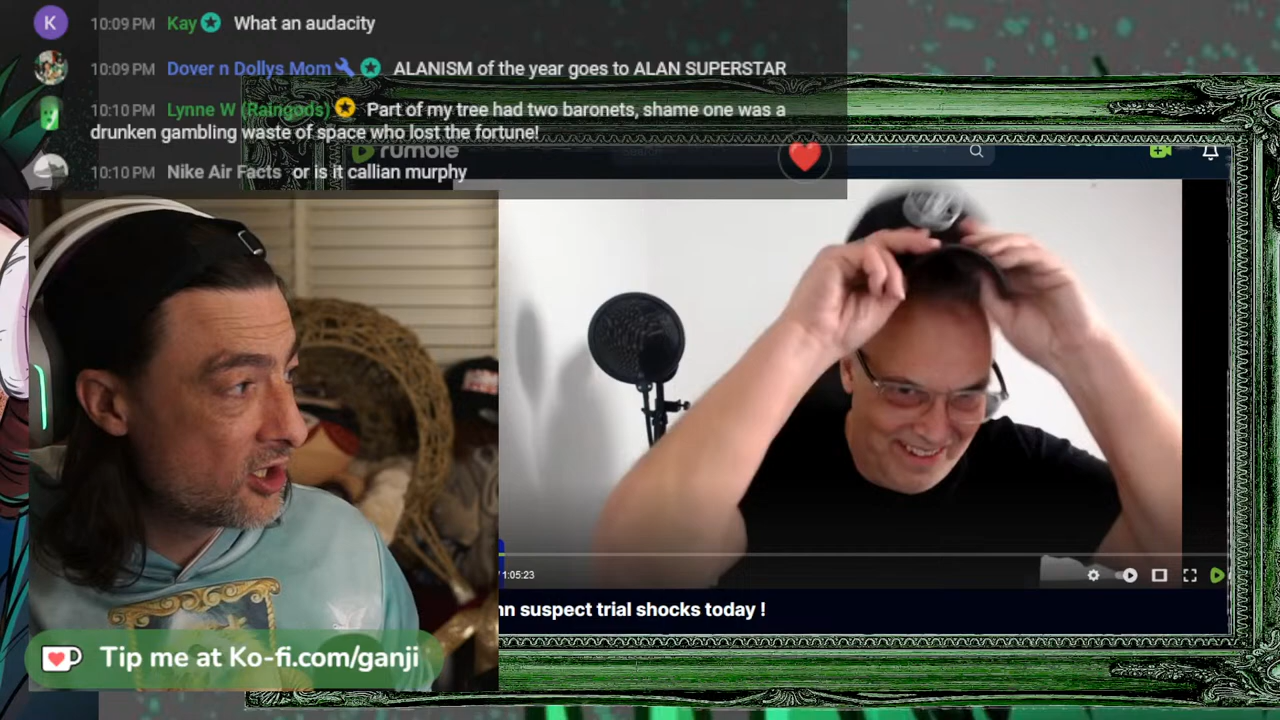 K
10:09 PM Kay What an audacity
10:09 PM Dover n Dollys Mom ALANISM of the year goes to ALAN SUPERSTAR
10:10 PM Lynne W (Raingods) Part of my tree had two baronets, shame one was a
drunken gambling waste of space who lost the fortune!
rumble
10:10 PM Nike Air Facts or is it callian murphy
/ 1:05:23
nn suspect trial shocks today !
Tip me at Ko-fi.com/ganji